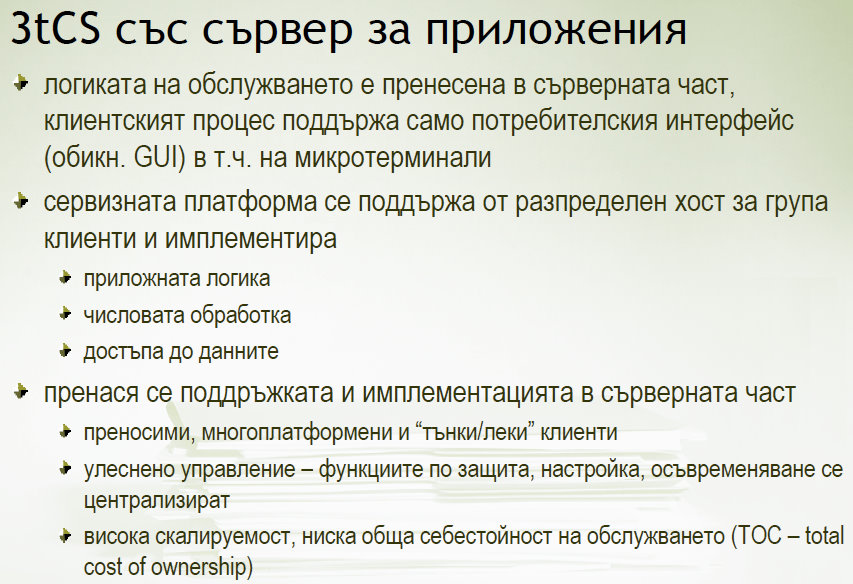 3tCS със сървер за приложения
логиката на обслужването е пренесена в сърверната част,
клиентският процес поддържа само потребителския интерфейс
(обикн. GUI) в т.ч. на микротерминали
сервизната платформа се поддържа от разпределен хост за група
клиенти и имплементира
приложната логика
числовата обработка
достъпа до данните
пренася се поддръжката и имплементацията в сърверната част
преносими, многоплатформени и “тънки/леки” клиенти
улеснено управление – функциите по защита, настройка, осъвременяване се
централизират
висока скалируемост, ниска обща себестойност на обслужването (TOC – total
cost of ownership)